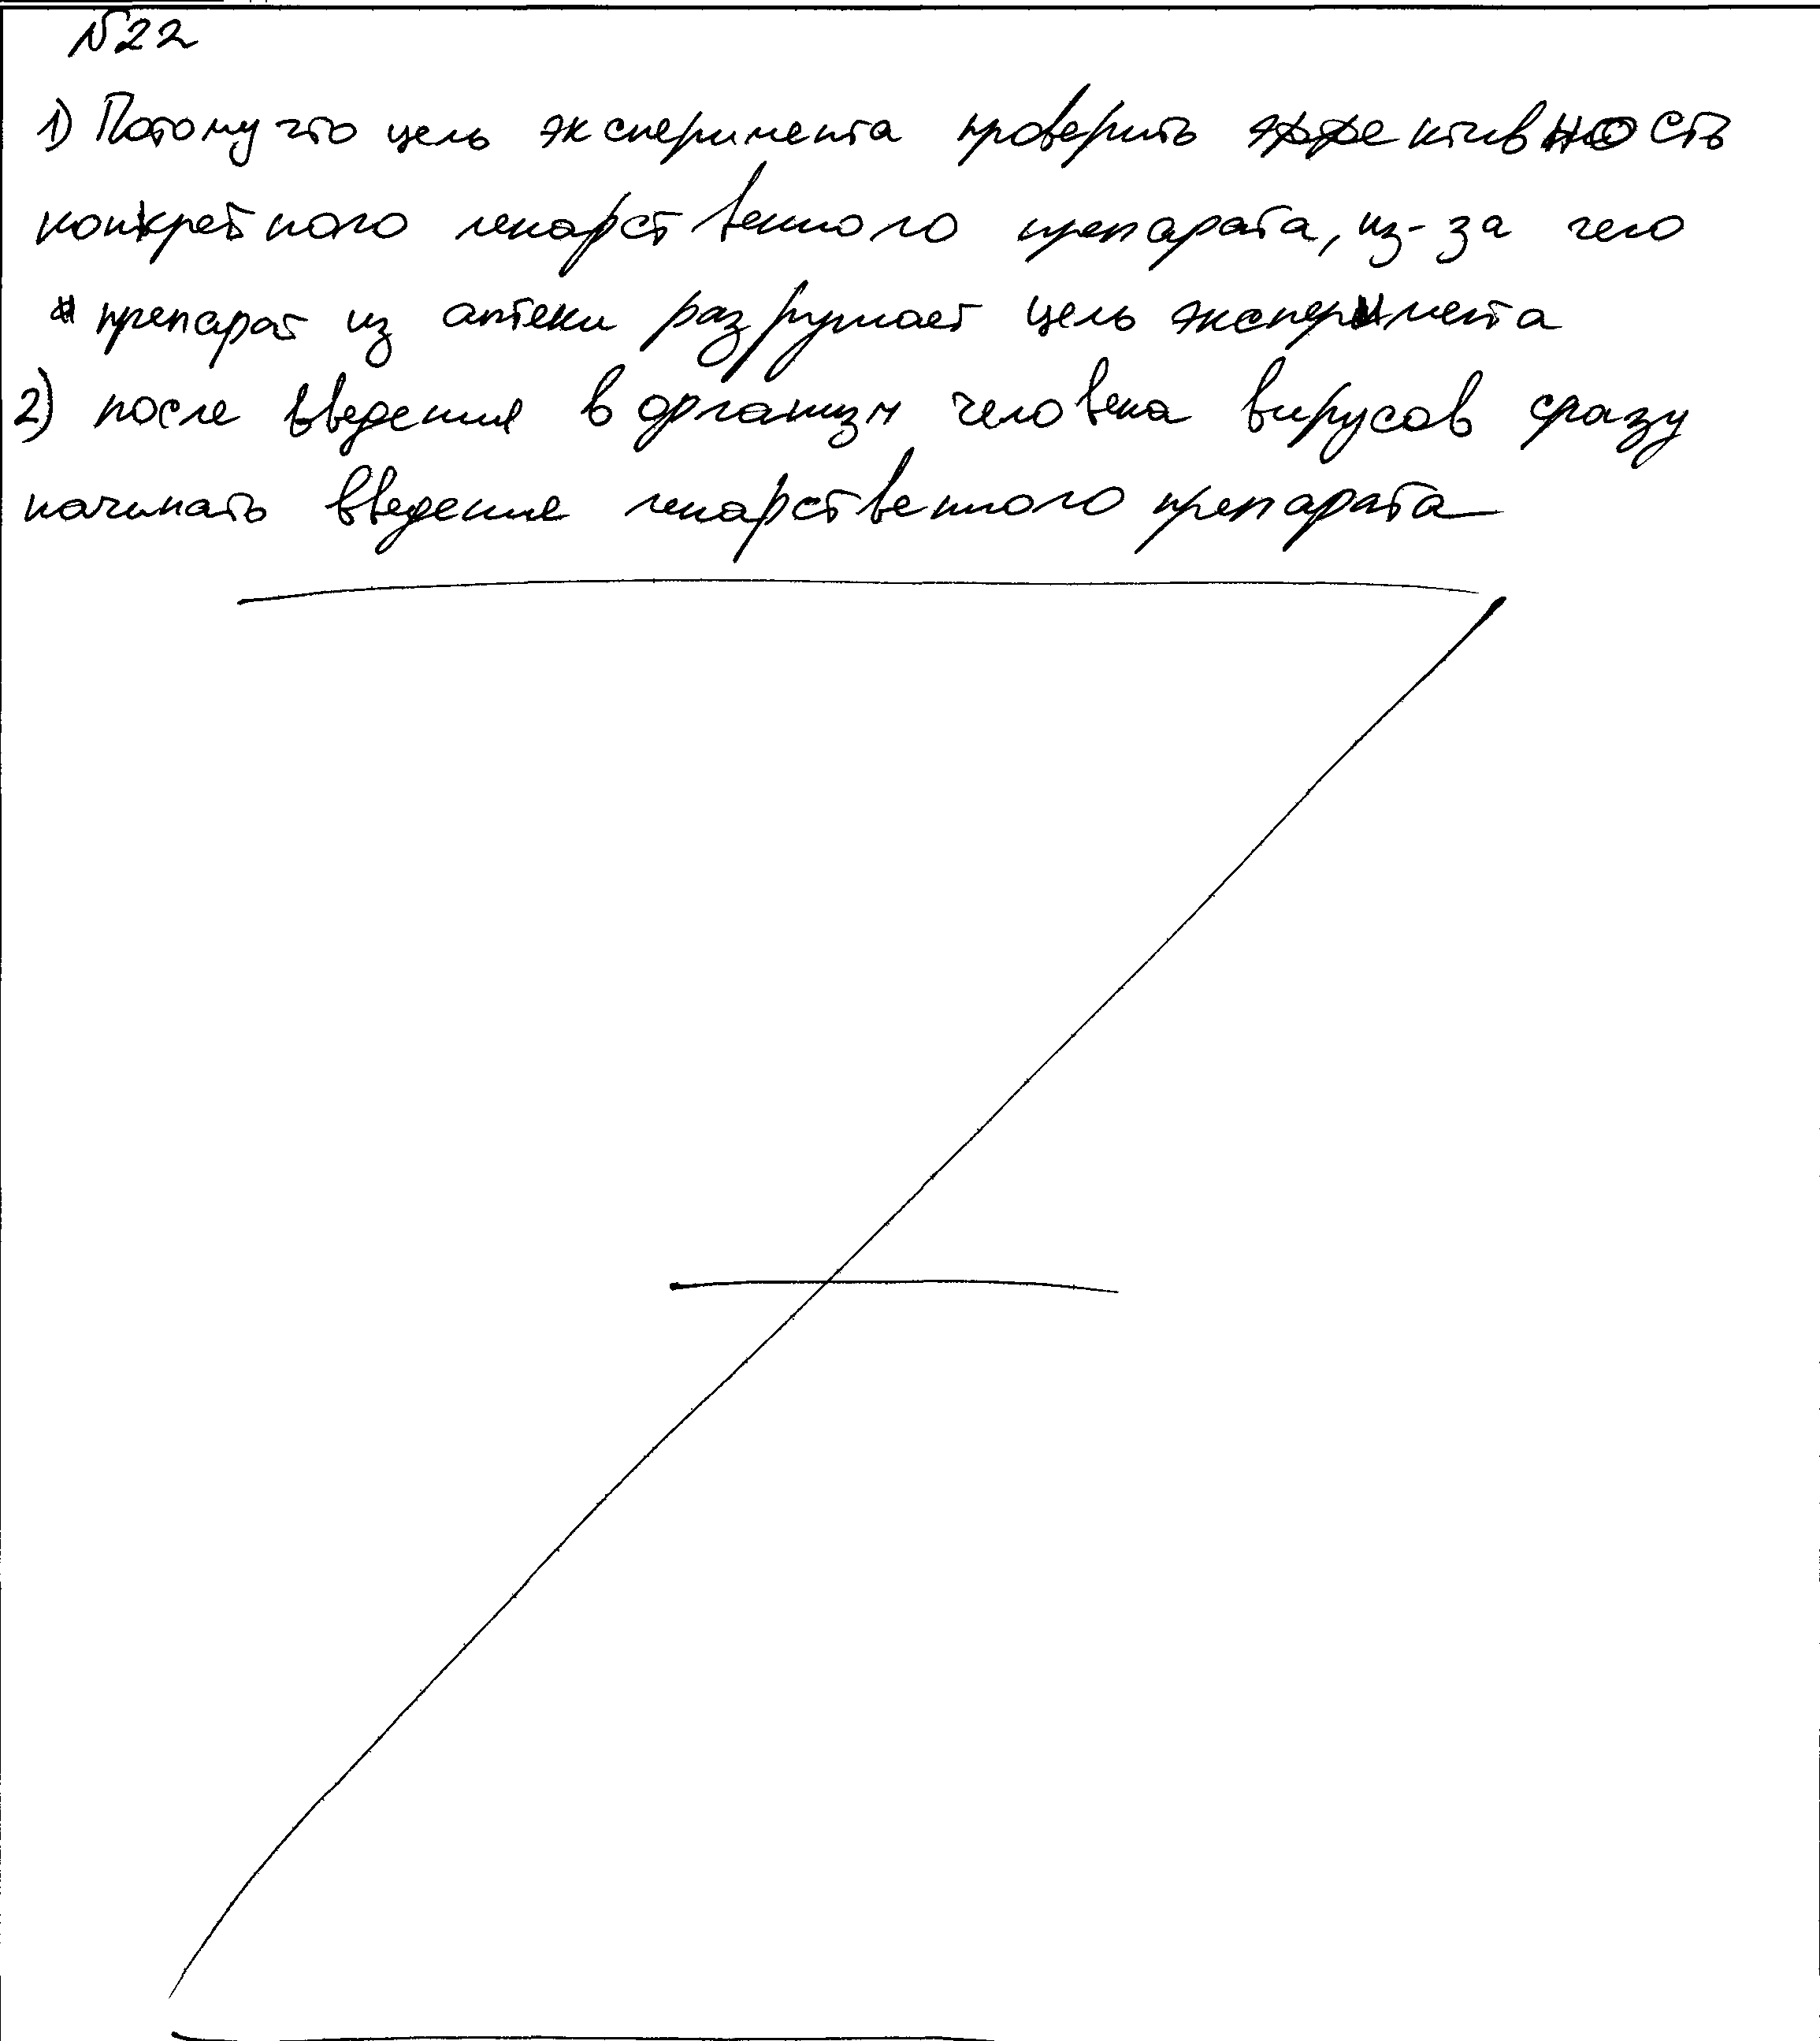 №22
1) Потому что цель эксперимента проверить эффективность
конкретного лекарственного препарата, из-за чего
препарат из аптеки разрушает цель эксперимента
2) после введения в организм человека вирусов сразу
начинать введение лекарственного препарата